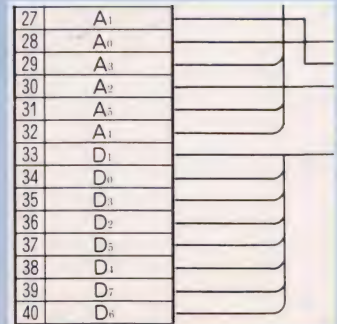 27 A₁
28 A₀
29 A₃
30 A₂
31 A₅
32 A₄
33 D₁
34 D₀
35 D₃
36 D₂
37 D₅
38 D₄
39 D₇
40 D₆